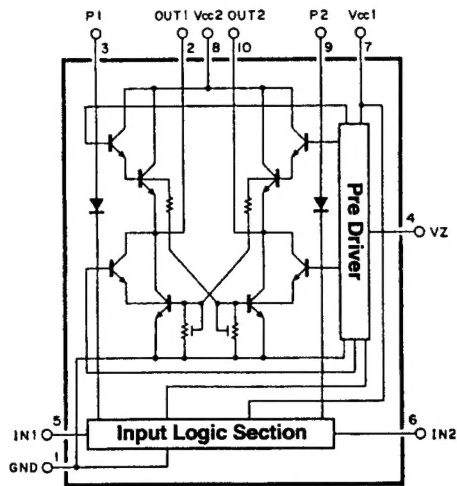 P1 OUT1 Vcc2 OUT2 P2 Vcc1
3 2 8 10 9 7
Pre Driver
4 VZ
5 IN1
Input Logic Section
6 IN2
1 GND